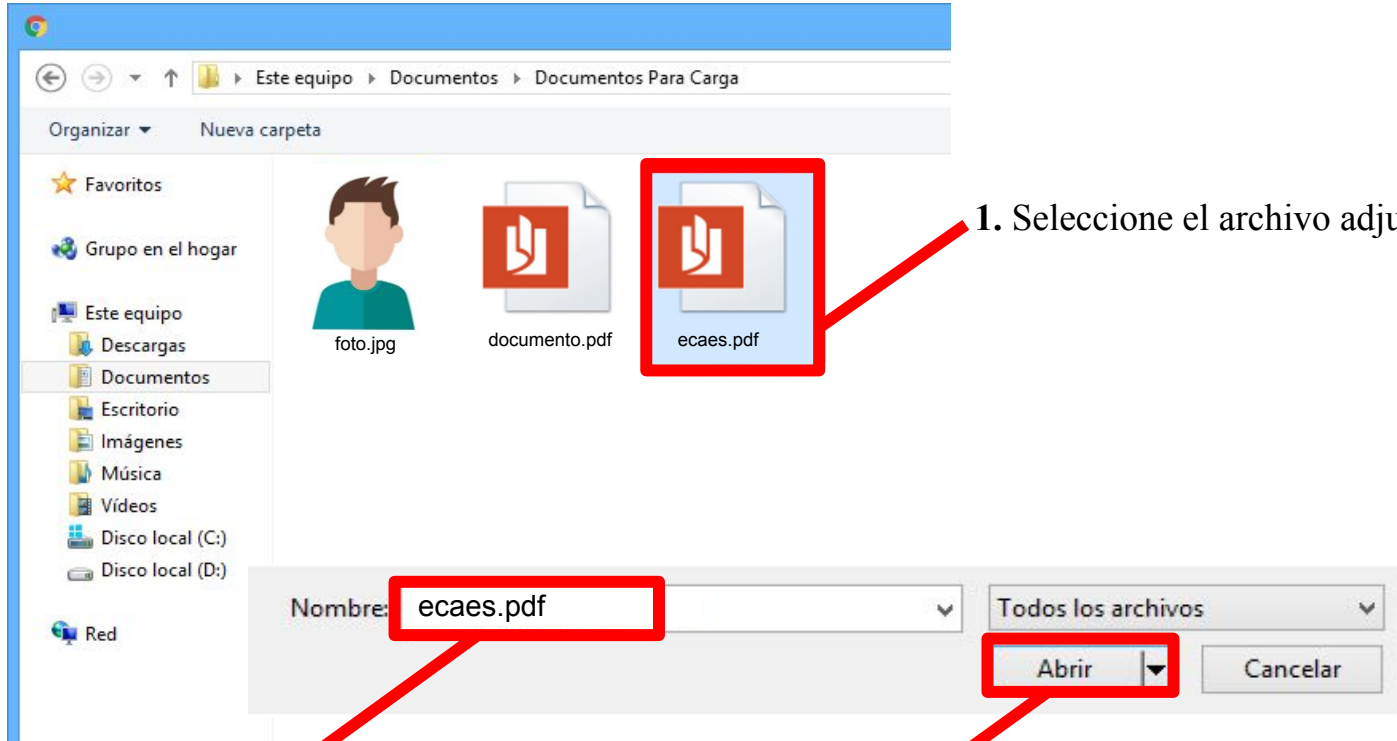 Este equipo Documentos Documentos Para Carga
Organizar Nueva carpeta
Favoritos
Grupo en el hogar
Este equipo
Descargas
Documentos
Escritorio
Imágenes
Música
Vídeos
Disco local (C:)
Disco local (D:)
Red
foto.jpg documento.pdf ecaes.pdf
1. Seleccione el archivo
Nombre: ecaes.pdf Todos los archivos
Abrir Cancelar